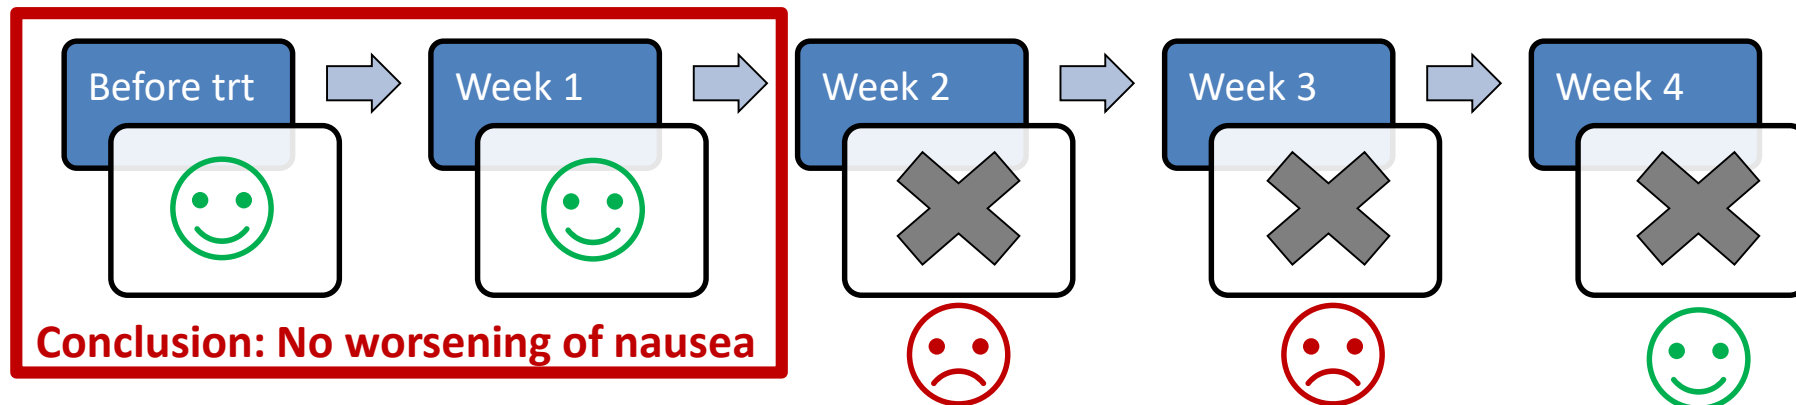 Before trt
Week 1
Week 2
Week 3
Week 4
Conclusion: No worsening of nausea